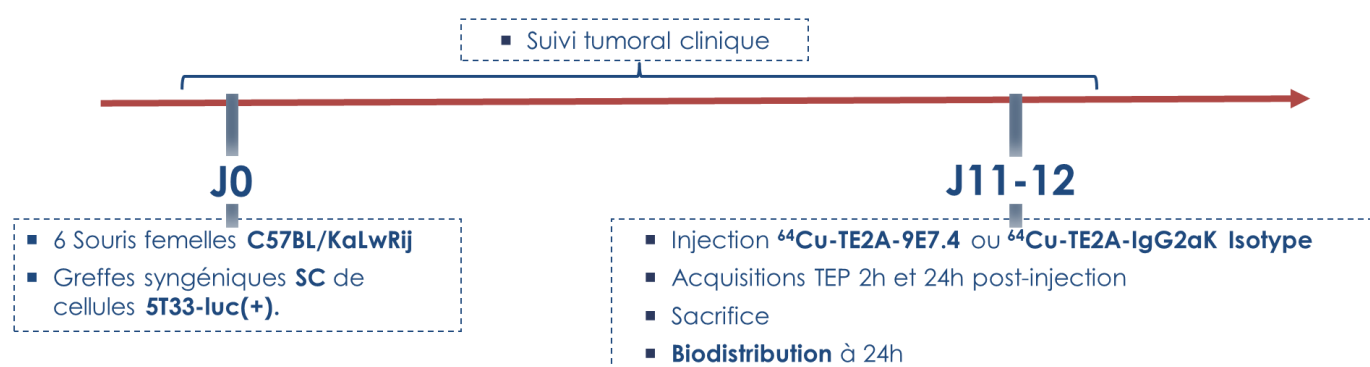 ▪ Suivi tumoral clinique
J0
J11-12
▪ 6 Souris femelles C57BL/KaLwRij
▪ Greffes syngéniques SC de
cellules 5T33-luc(+).
▪ Injection ⁶⁴Cu-TE2A-9E7.4 ou ⁶⁴Cu-TE2A-IgG2aK Isotype
▪ Acquisitions TEP 2h et 24h post-injection
▪ Sacrifice
▪ Biodistribution à 24h